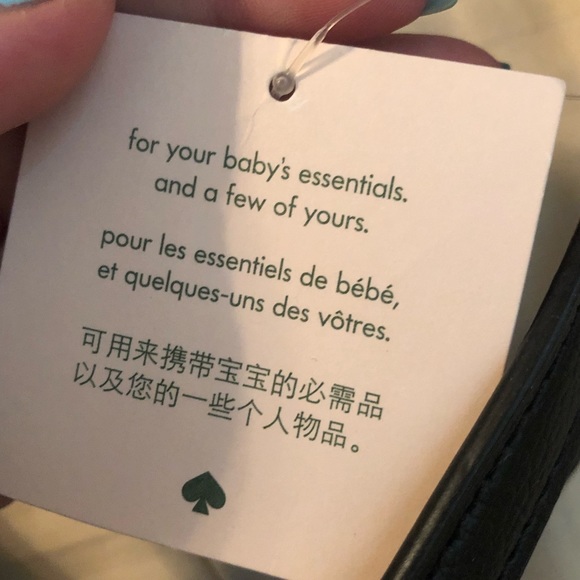 for your baby's essentials.
and a few of yours.
pour les essentiels de bébé,
et quelques-uns des vôtres.
可用来携带宝宝的必需品
以及您的一些个人物品。